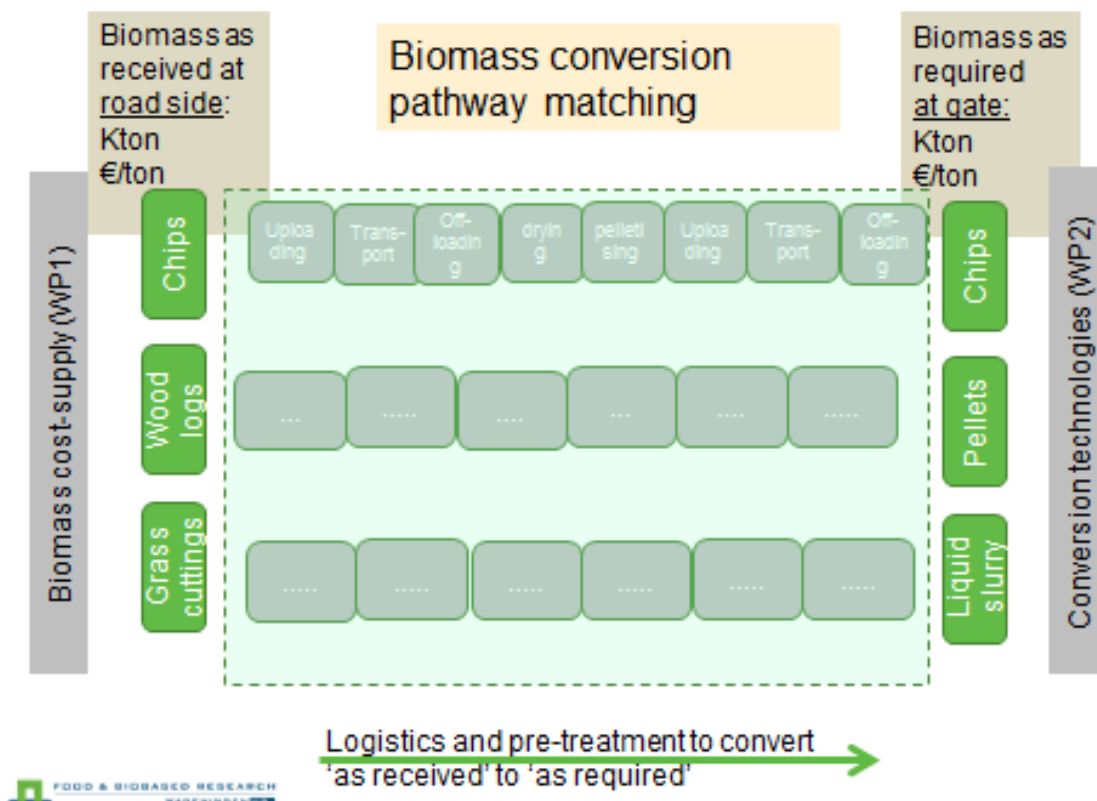 Biomass as
received at
road side:
Kton
€/ton
Biomass conversion
pathway matching
Biomass as
required
at gate:
Kton
€/ton
Biomass cost-supply (WP1)
Chips
Uploa
ding
Trans-
port
Off-
loadin
g
dryin
g
pelleti
sing
Uploa
ding
Trans-
port
Off-
loadin
g
Chips
Wood
logs
...
.....
....
...
....
.....
Pellets
Grass
cuttings
.....
.....
.....
.....
.....
.....
Liquid
slurry
Conversion technologies (WP2)
Logistics and pre-treatment to convert
‘as received’ to ‘as required’
FOOD & BIOBASED RESEARCH